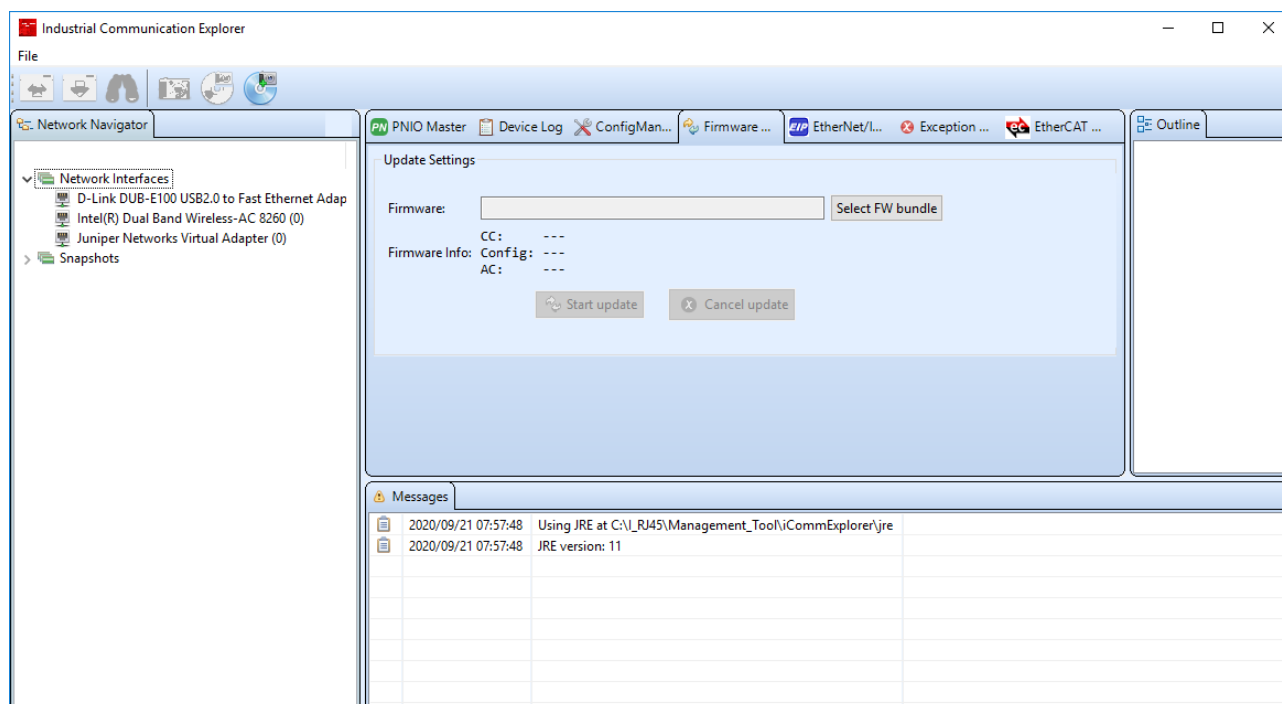 Industrial Communication Explorer
File
Network Navigator
Network Interfaces
D-Link DUB-E100 USB2.0 to Fast Ethernet Adap
Intel(R) Dual Band Wireless-AC 8260 (0)
Juniper Networks Virtual Adapter (0)
Snapshots
PN PNIO Master Device Log ConfigMan... Firmware ... EIP EtherNet/I... Exception ... ec EtherCAT ...
Update Settings
Firmware: Select FW bundle
Firmware Info: CC: ---
Config: ---
AC: ---
Start update Cancel update
Outline
Messages
2020/09/21 07:57:48 Using JRE at C:\I_RJ45\Management_Tool\iCommExplorer\jre
2020/09/21 07:57:48 JRE version: 11